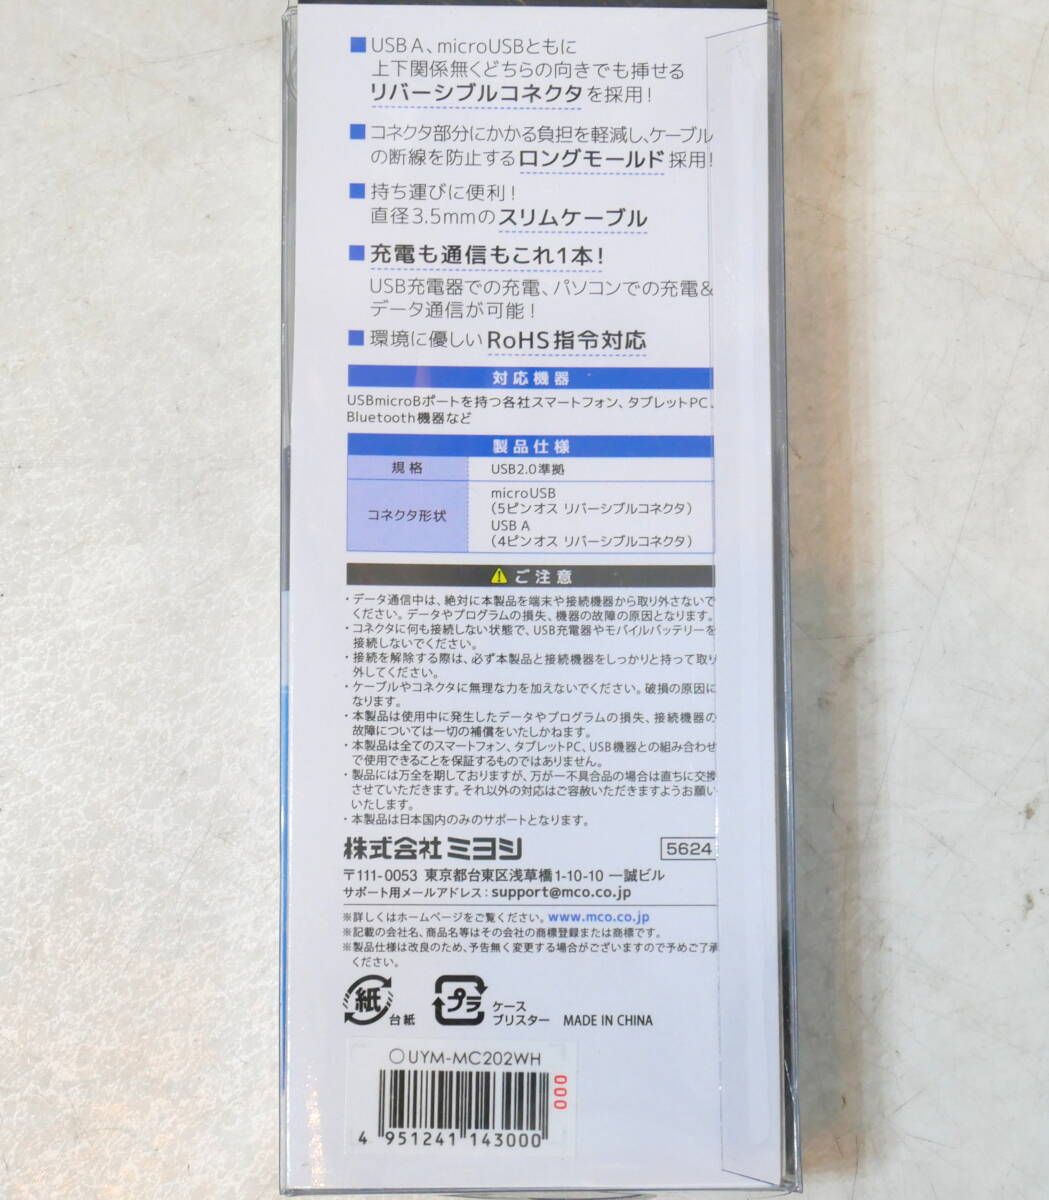 ■ USB A、microUSBともに
上下関係無くどちらの向きでも挿せる
リバーシブルコネクタを採用!
■ コネクタ部分にかかる負担を軽減し、ケーブル
の断線を防止するロングモールド採用!
■ 持ち運びに便利!
直径3.5mmのスリムケーブル
■ 充電も通信もこれ1本!
USB充電器での充電、パソコンでの充電&
データ通信が可能!
■ 環境に優しいRoHS指令対応
対応機器
USBmicroBポートを持つ各社スマートフォン、タブレットPC、
Bluetooth機器など
製品仕様
規格 USB2.0準拠
コネクタ形状 microUSB
(5ピンオス リバーシブルコネクタ)
USB A
(4ピンオス リバーシブルコネクタ)
ご注意
・データ通信中は、絶対に本製品を端末や接続機器から取り外さないで
ください。データやプログラムの損失、機器の故障の原因となります。
・コネクタに何も接続しない状態で、USB充電器やモバイルバッテリーを
接続しないでください。
・接続を解除する際は、必ず本製品と接続機器をしっかりと持って取り
外してください。
・ケーブルやコネクタに無理な力を加えないでください。破損の原因に
なります。
・本製品は使用中に発生したデータやプログラムの損失、接続機器の
故障については一切の補償をいたしかねます。
・本製品は全てのスマートフォン、タブレットPC、USB機器との組み合わせ
で使用できることを保証するものではありません。
・製品には万全を期しておりますが、万が一不具合品の場合は直ちに交換
させていただきます。それ以外の対応はご容赦いただきますようお願い
いたします。
・本製品は日本国内のみのサポートとなります。
株式会社ミヨシ 5624
〒111-0053 東京都台東区浅草橋1-10-10 一誠ビル
サポート用メールアドレス:support@mco.co.jp
※詳しくはホームページをご覧ください。www.mco.co.jp
※記載の会社名、商品名等はその会社の商標登録または商標です。
※製品仕様は改良のため、予告無く変更する場合がございますので予めご了承
ください。
紙 台紙
プラ ケース
ブリスター MADE IN CHINA
○UYM-MC202WH
000
4 951241 143000